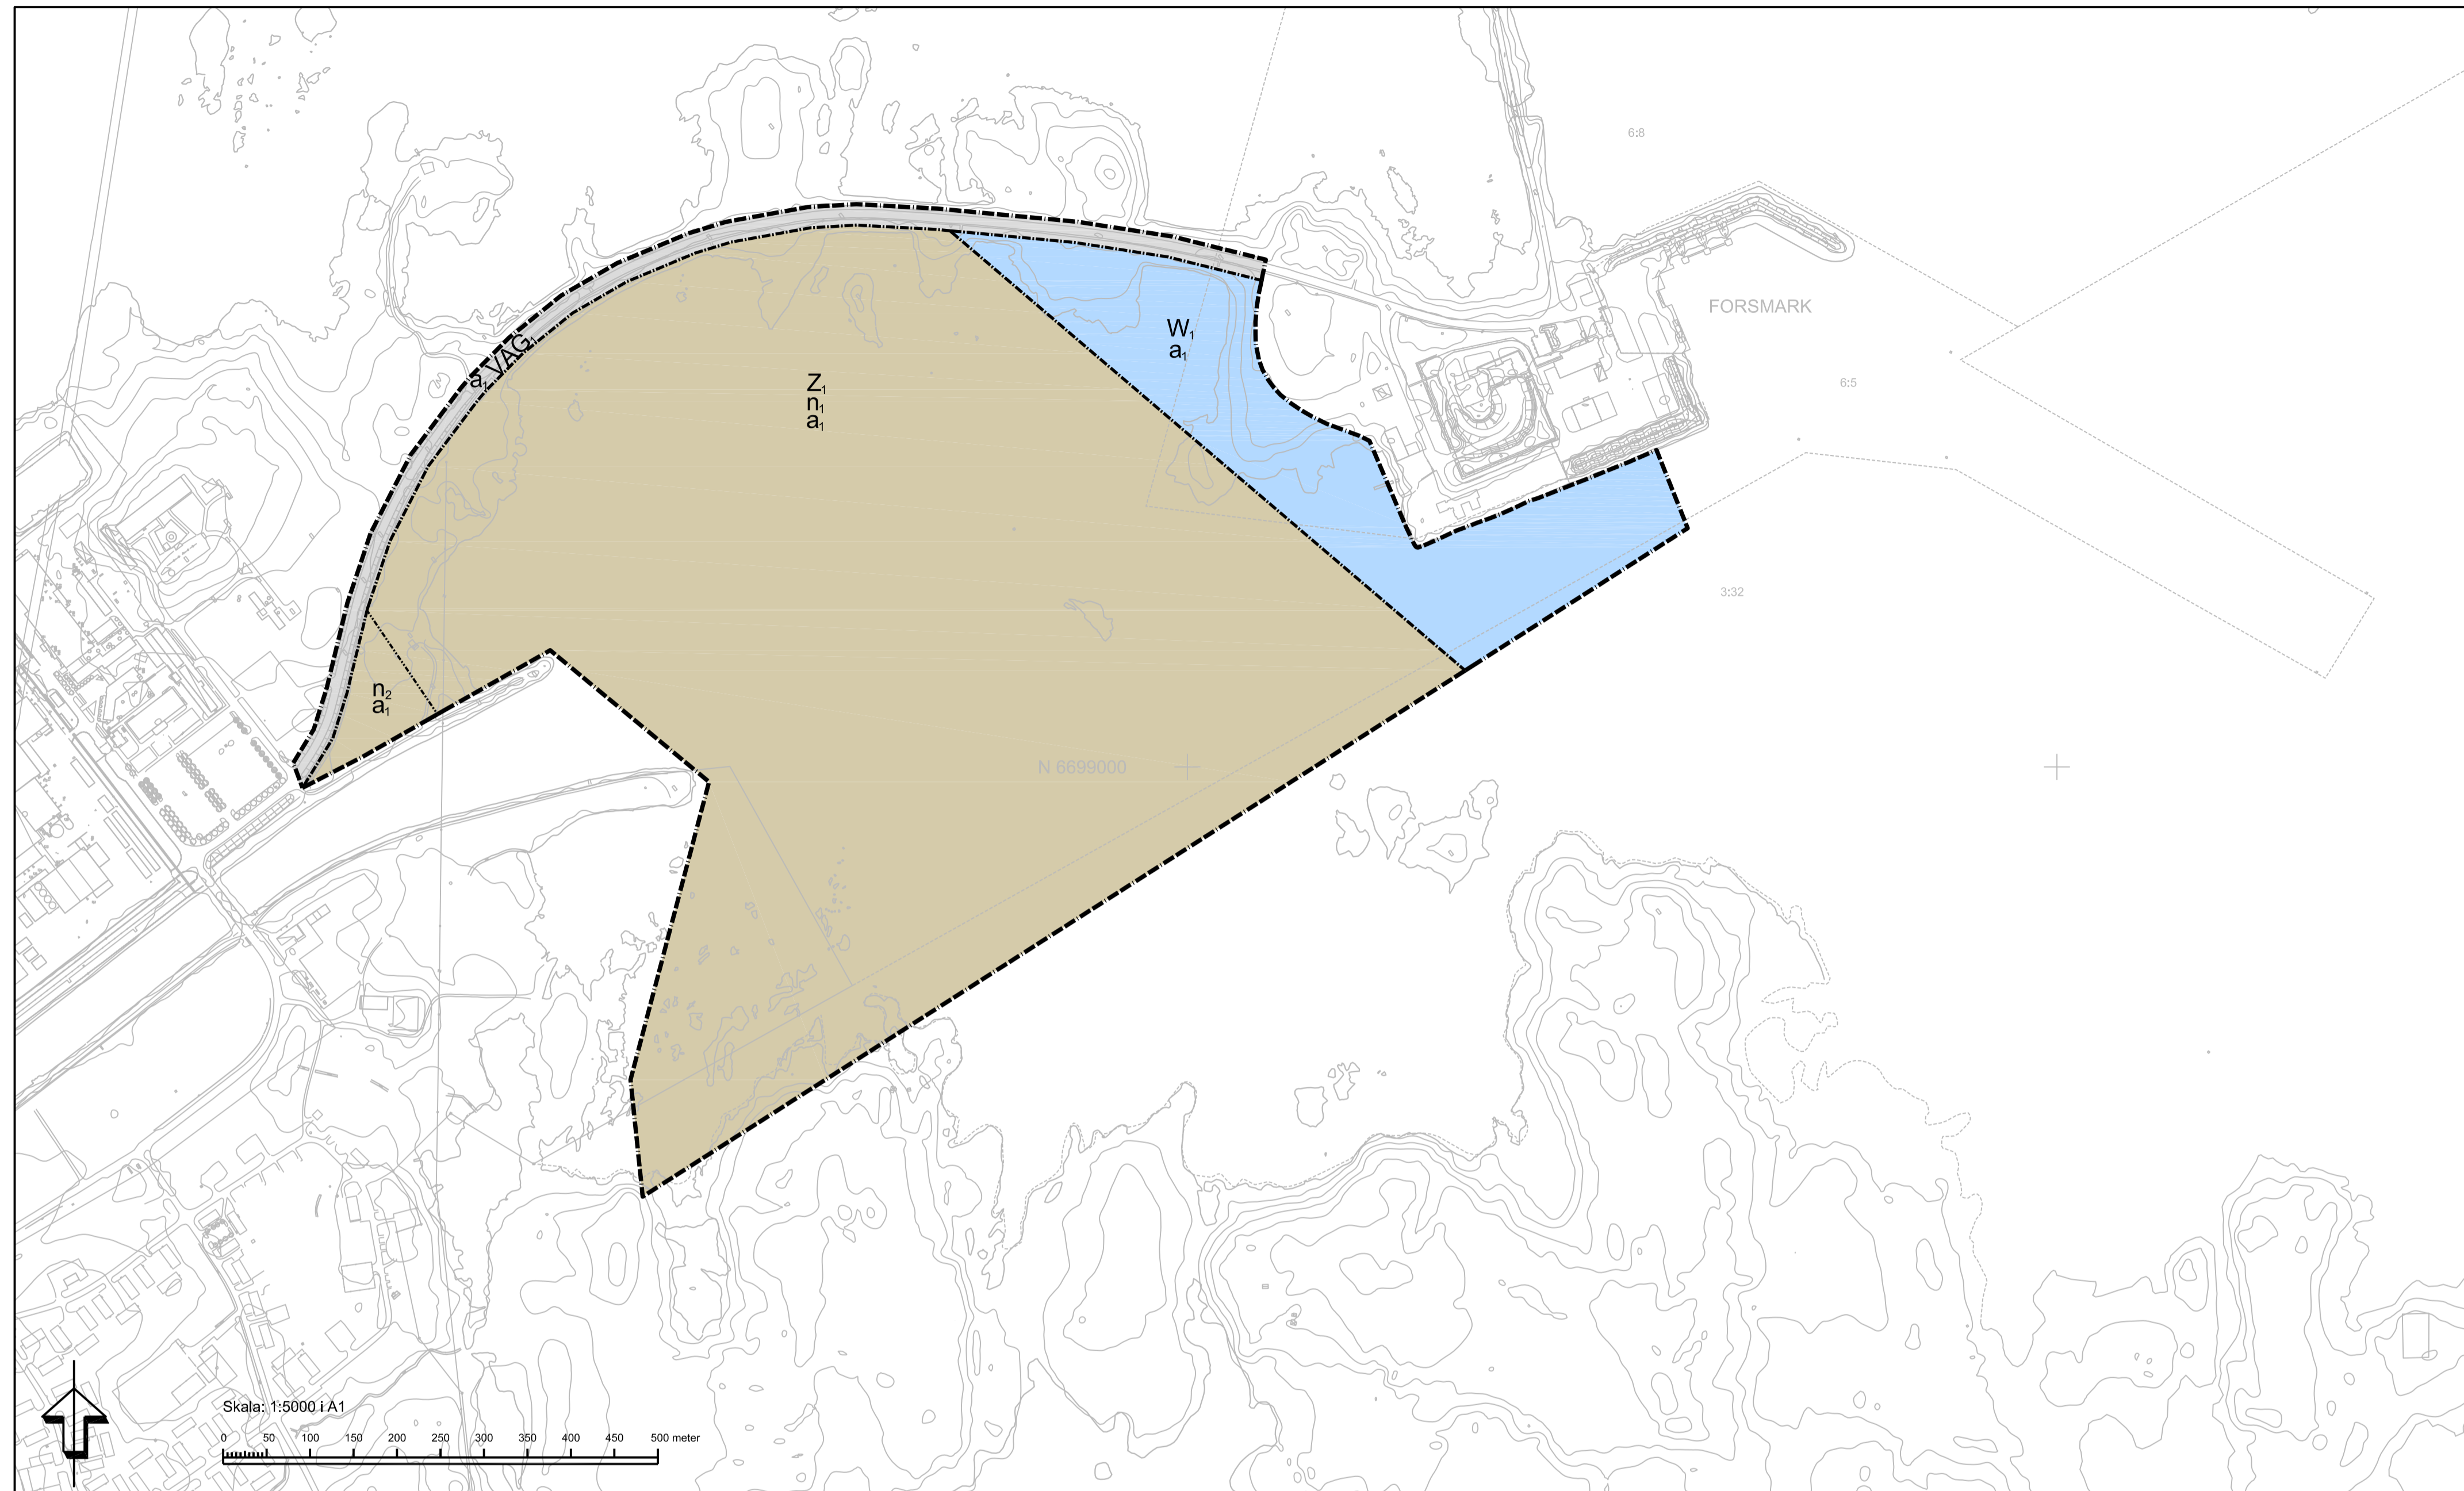 6:8
FORSMARK
W₁
a₁
a₁ VÄG₁
Z₁
n₁
a₁
6:5
3:32
n₂
a₁
N 6699000
Skala: 1:5000 i A1
0 50 100 150 200 250 300 350 400 450 500 meter